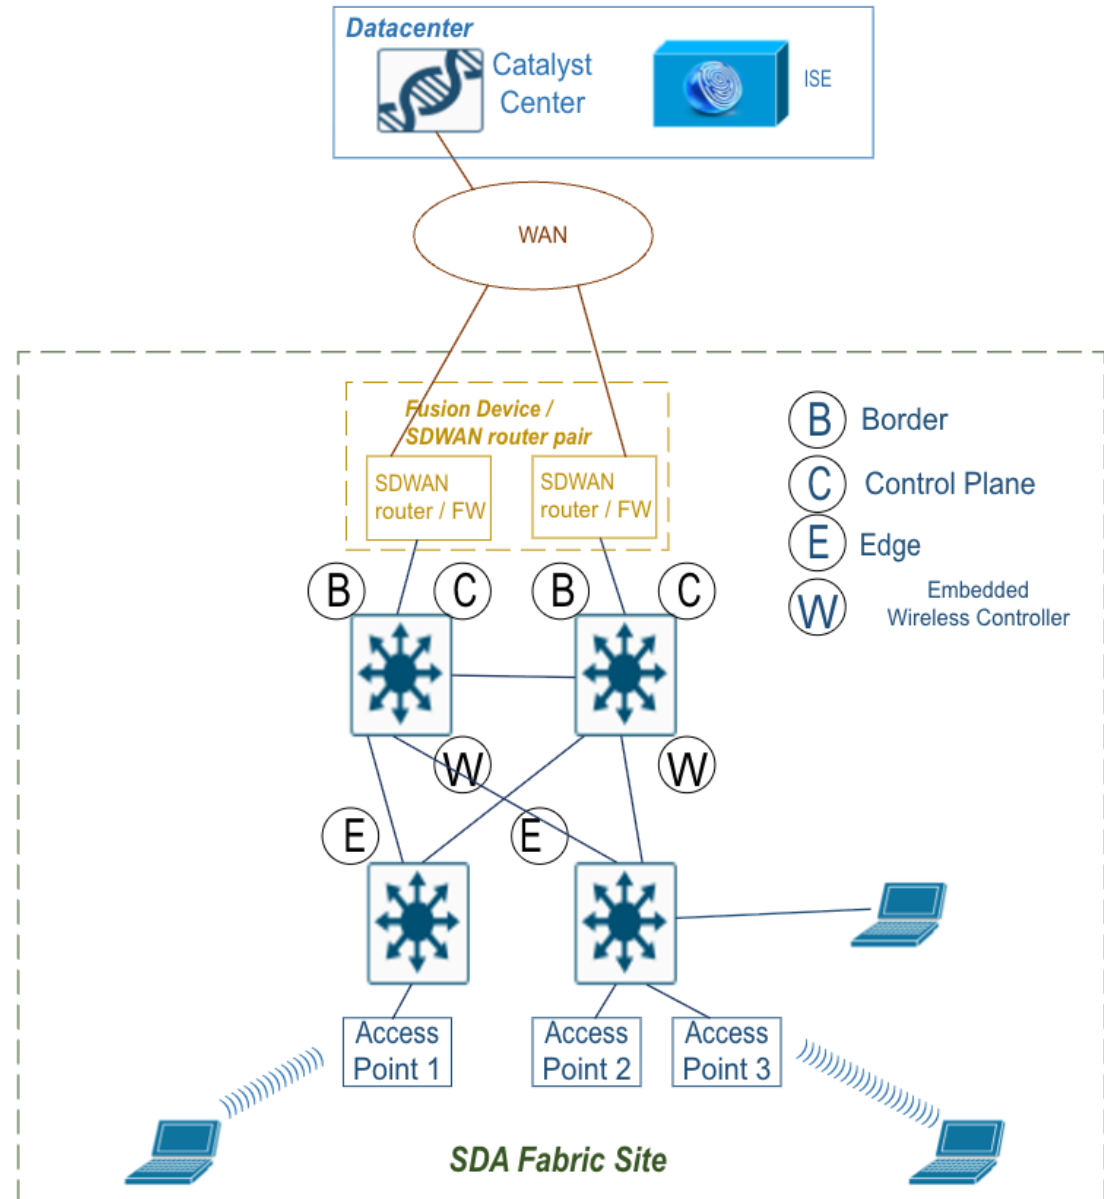 Datacenter
Catalyst
Center
ISE
WAN
Fusion Device /
SDWAN router pair
SDWAN
router / FW
SDWAN
router / FW
B Border
C Control Plane
E Edge
W Embedded
Wireless Controller
B
C
B
C
W
W
E
E
Access
Point 1
Access
Point 2
Access
Point 3
SDA Fabric Site